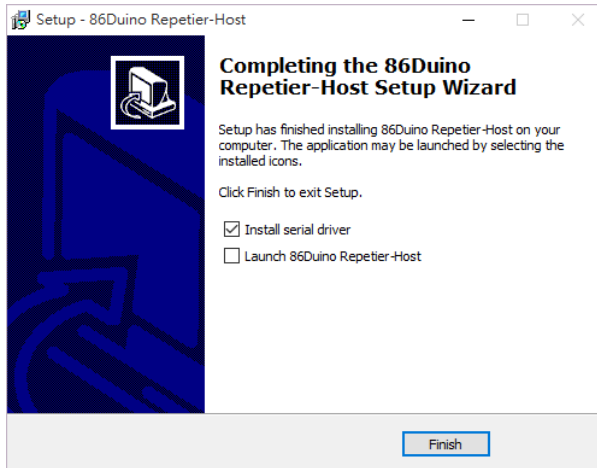 Setup - 86Duino Repetier-Host
Completing the 86Duino
Repetier-Host Setup Wizard
Setup has finished installing 86Duino Repetier-Host on your
computer. The application may be launched by selecting the
installed icons.
Click Finish to exit Setup.
Install serial driver
Launch 86Duino Repetier-Host
Finish